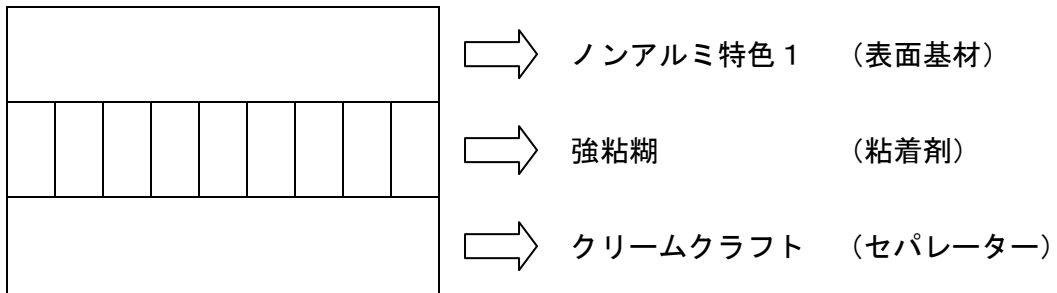 ノンアルミ特色１　（表面基材）
強粘糊　（粘着剤）
クリームクラフト　（セパレーター）